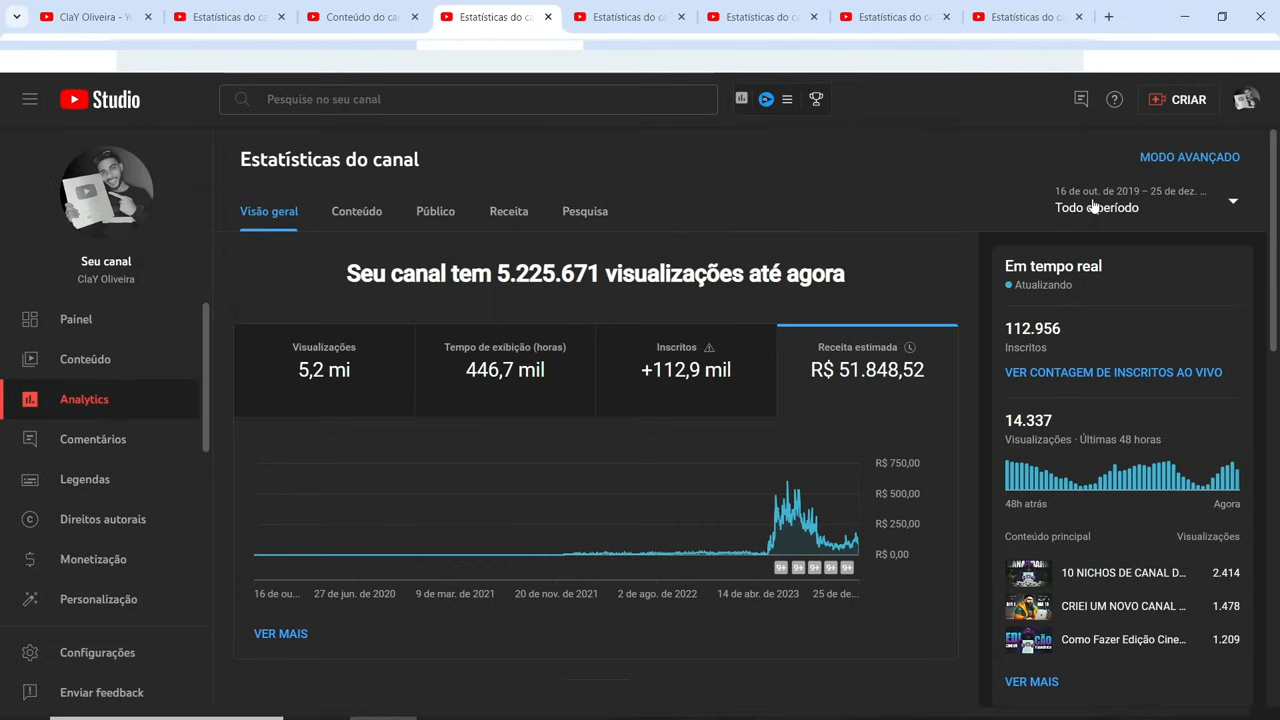 ClaY Oliveira - Yo
Estatísticas do ca
Conteúdo do ca
Estatísticas do ca
Estatísticas do ca
Estatísticas do ca
Estatísticas do ca
Estatísticas do ca
Studio
Pesquise no seu canal
CRIAR
Estatísticas do canal
MODO AVANÇADO
16 de out. de 2019 – 25 de dez. ...
Todo o período
Visão geral
Conteúdo
Público
Receita
Pesquisa
Seu canal
ClaY Oliveira
Painel
Conteúdo
Analytics
Comentários
Legendas
Direitos autorais
Monetização
Personalização
Configurações
Enviar feedback
Seu canal tem 5.225.671 visualizações até agora
Visualizações
5,2 mi
Tempo de exibição (horas)
446,7 mil
Inscritos
+112,9 mil
Receita estimada
R$ 51.848,52
R$ 750,00
R$ 500,00
R$ 250,00
R$ 0,00
9+ 9+ 9+ 9+ 9+
16 de ou...
27 de jun. de 2020
9 de mar. de 2021
20 de nov. de 2021
2 de ago. de 2022
14 de abr. de 2023
25 de de...
VER MAIS
Em tempo real
Atualizando
112.956
Inscritos
VER CONTAGEM DE INSCRITOS AO VIVO
14.337
Visualizações · Últimas 48 horas
48h atrás
Agora
Conteúdo principal
Visualizações
10 NICHOS DE CANAL D...
2.414
CRIEI UM NOVO CANAL ...
1.478
Como Fazer Edição Cine...
1.209
VER MAIS